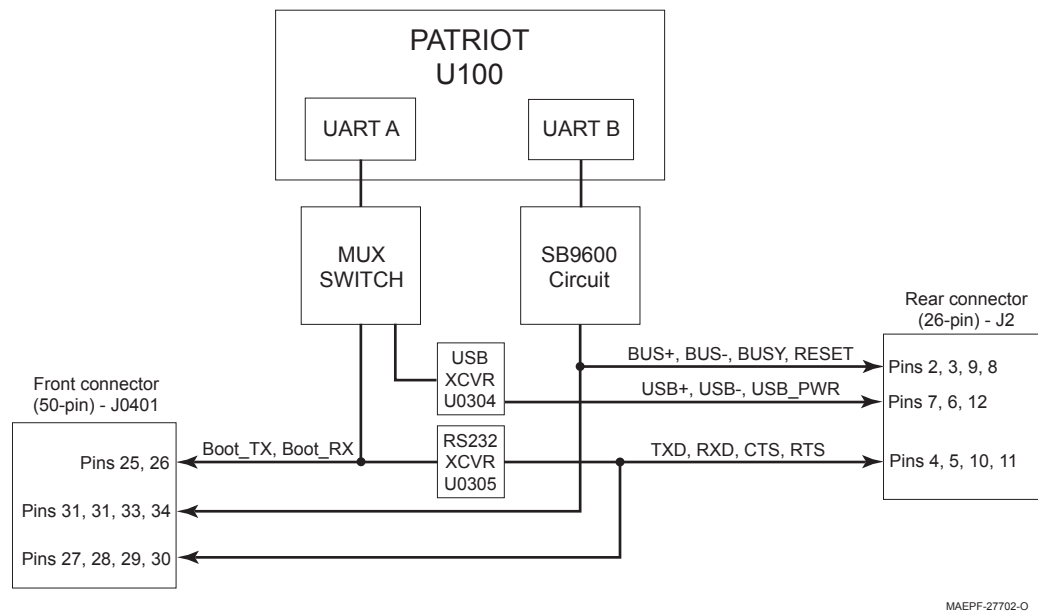 PATRIOT
U100
UART A
UART B
MUX
SWITCH
SB9600
Circuit
Rear connector
(26-pin) - J2
BUS+, BUS-, BUSY, RESET
Pins 2, 3, 9, 8
USB
XCVR
U0304
USB+, USB-, USB_PWR
Pins 7, 6, 12
Front connector
(50-pin) - J0401
Pins 25, 26
Boot_TX, Boot_RX
RS232
XCVR
U0305
TXD, RXD, CTS, RTS
Pins 4, 5, 10, 11
Pins 31, 31, 33, 34
Pins 27, 28, 29, 30
MAEPF-27702-O